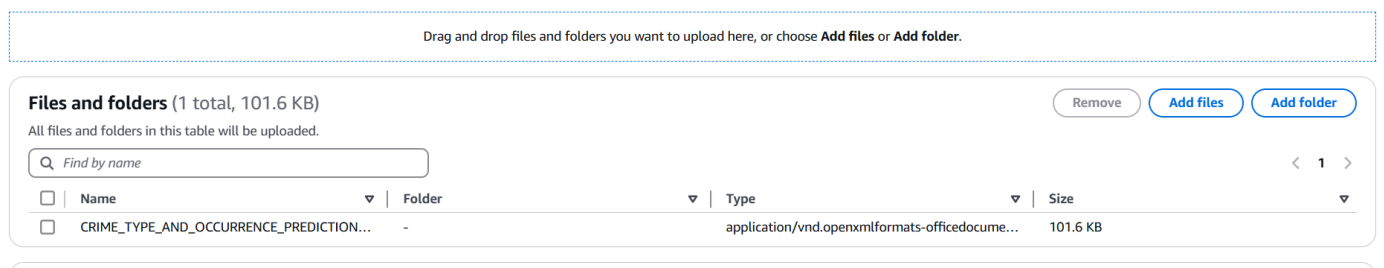 Drag and drop files and folders you want to upload here, or choose Add files or Add folder.
Files and folders (1 total, 101.6 KB)
Remove
Add files
Add folder
All files and folders in this table will be uploaded.
Find by name
1
Name Folder Type Size
CRIME_TYPE_AND_OCCURRENCE_PREDICTION... - application/vnd.openxmlformats-officedocume... 101.6 KB